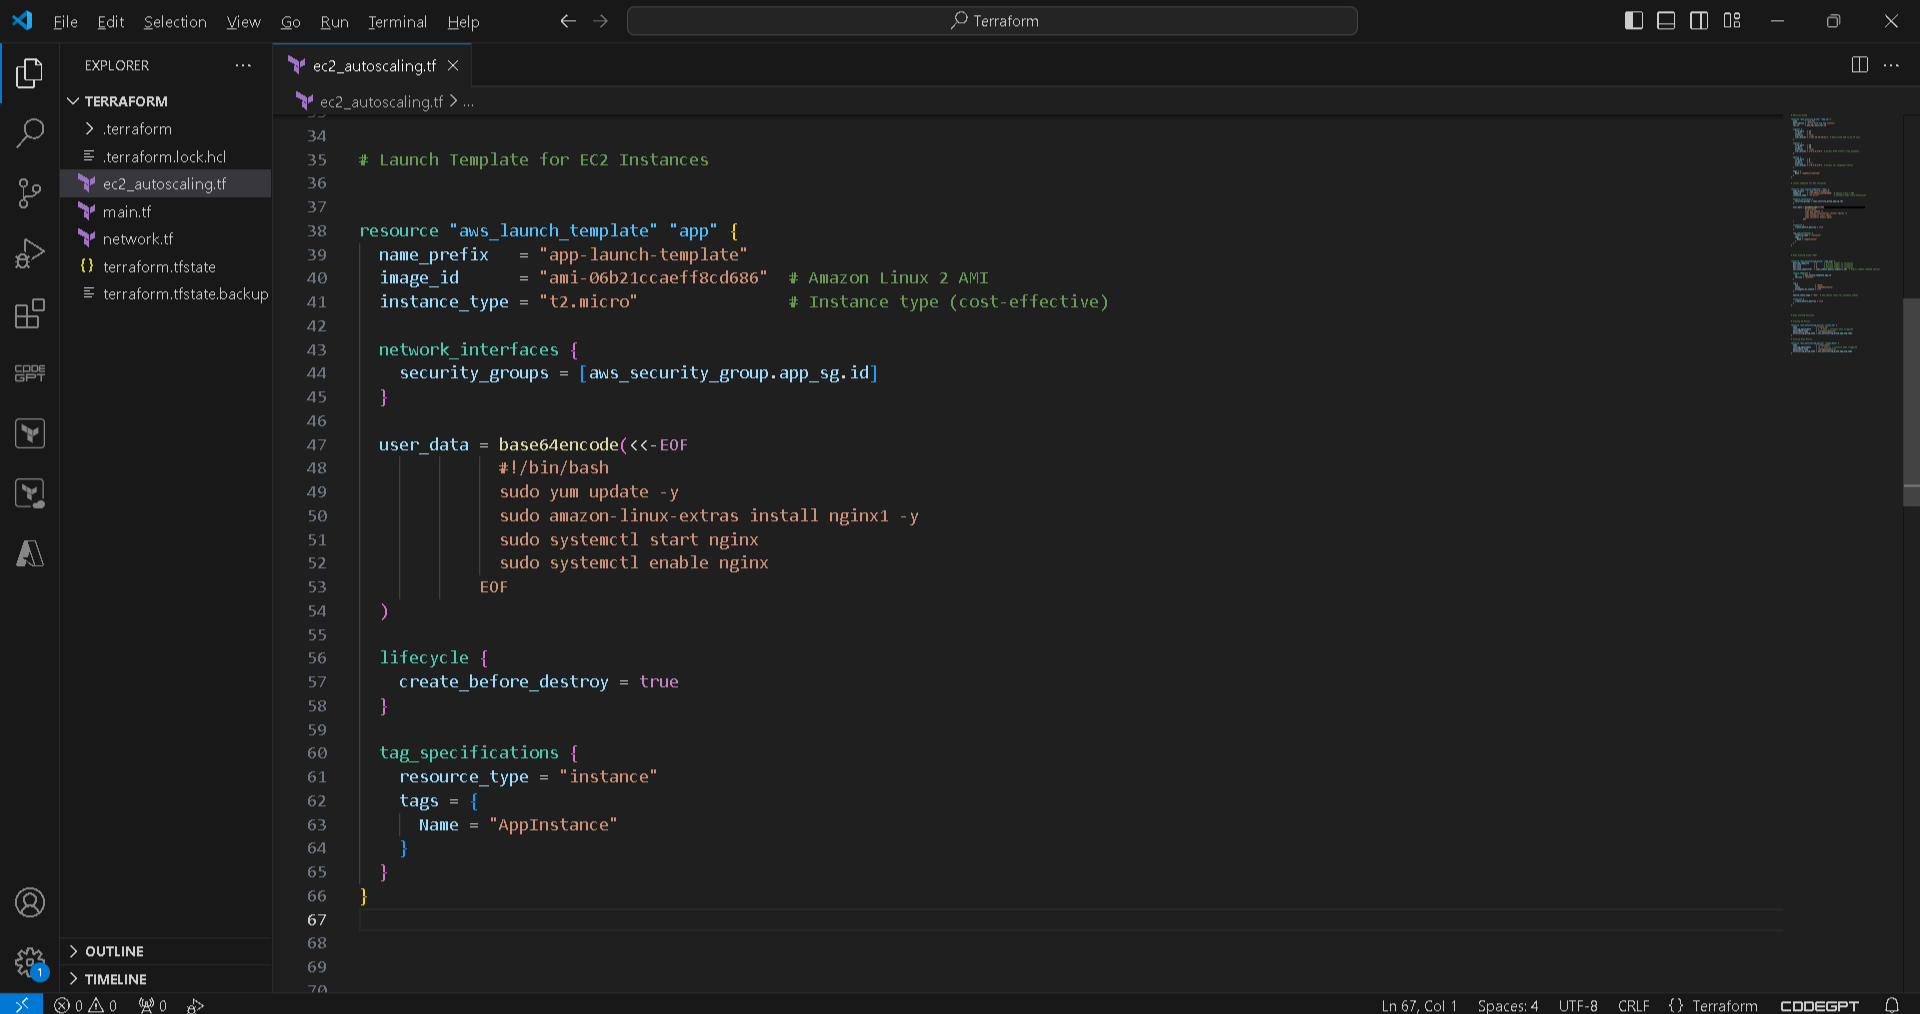 File Edit Selection View Go Run Terminal Help
Terraform
EXPLORER
TERRAFORM
.terraform
.terraform.lock.hcl
ec2_autoscaling.tf
main.tf
network.tf
{} terraform.tfstate
terraform.tfstate.backup
OUTLINE
TIMELINE
CODE
GPT
1
ec2_autoscaling.tf
ec2_autoscaling.tf > ...
33
34
35 # Launch Template for EC2 Instances
36
37
38 resource "aws_launch_template" "app" {
39 name_prefix = "app-launch-template"
40 image_id = "ami-06b21ccaeff8cd686" # Amazon Linux 2 AMI
41 instance_type = "t2.micro" # Instance type (cost-effective)
42
43 network_interfaces {
44 security_groups = [aws_security_group.app_sg.id]
45 }
46
47 user_data = base64encode(<<-EOF
48 #!/bin/bash
49 sudo yum update -y
50 sudo amazon-linux-extras install nginx1 -y
51 sudo systemctl start nginx
52 sudo systemctl enable nginx
53 EOF
54 )
55
56 lifecycle {
57 create_before_destroy = true
58 }
59
60 tag_specifications {
61 resource_type = "instance"
62 tags = {
63 Name = "AppInstance"
64 }
65 }
66 }
67
68
69
70
0 0 0
Ln 67, Col 1 Spaces: 4 UTF-8 CRLF {} Terraform CODEGPT